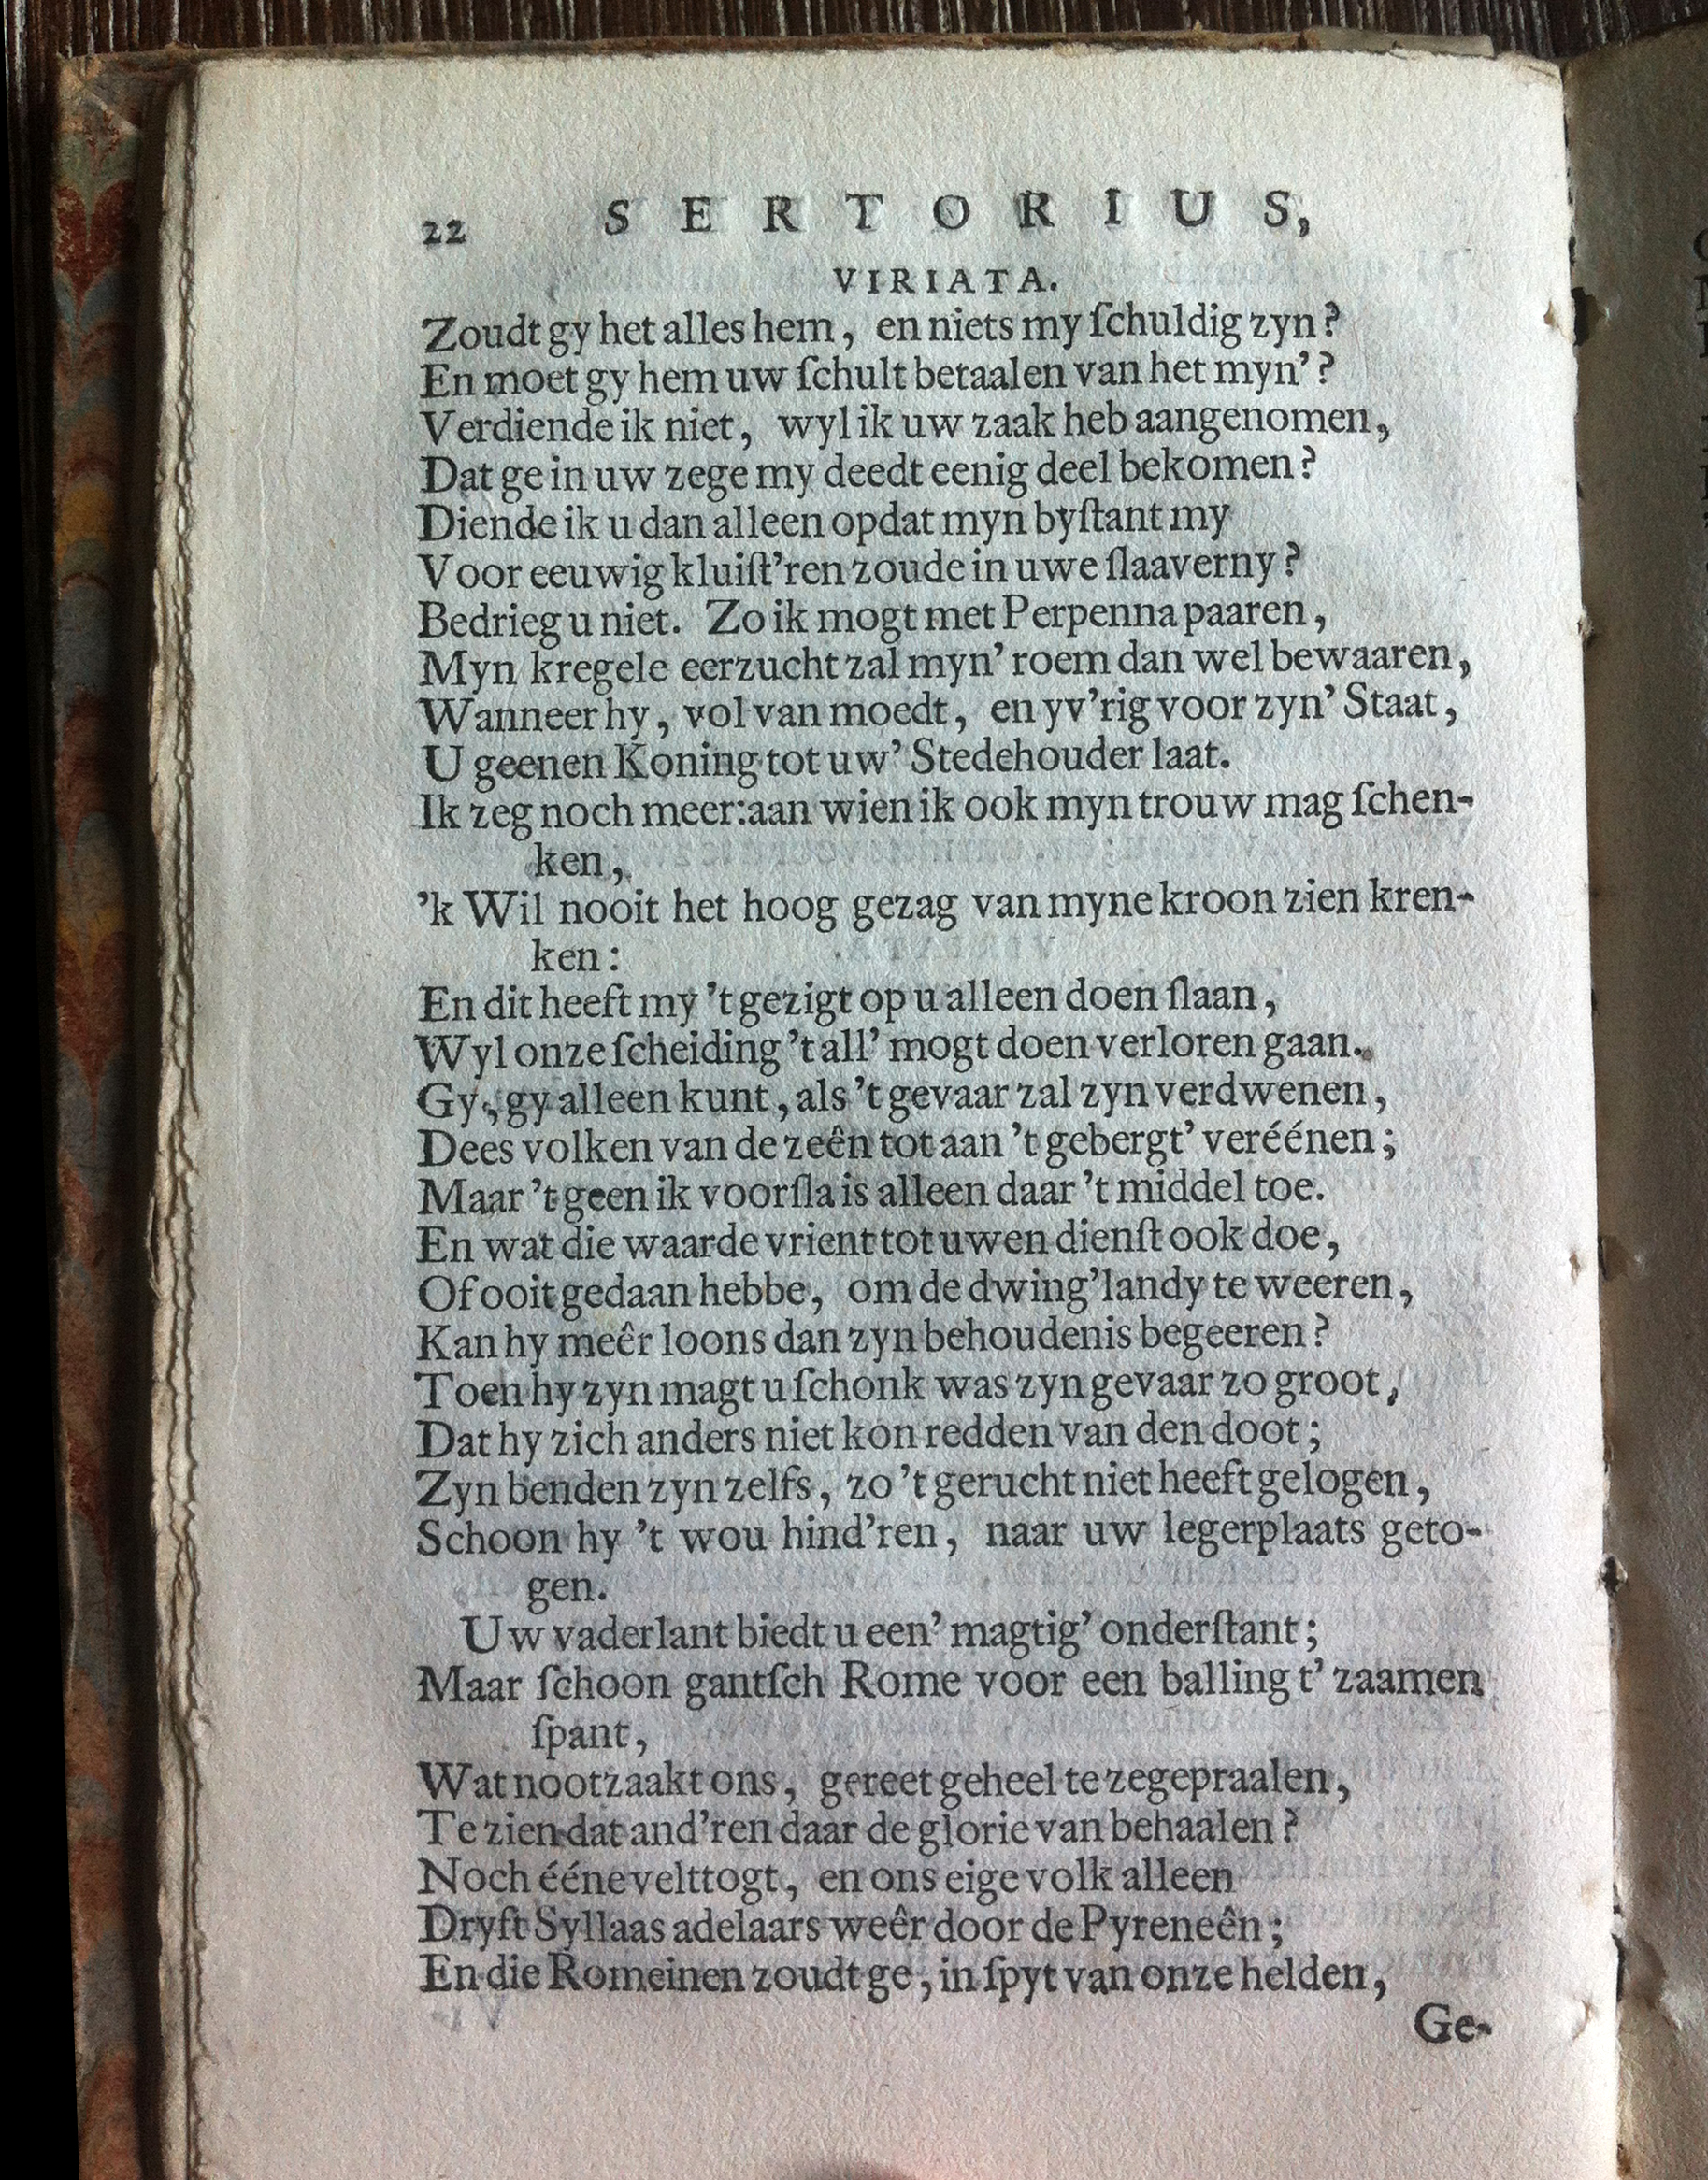 22 SERTORIUS,
VIRIATA.
Zoudt gy het alles hem, en niets my ſchuldig zyn?
En moet gy hem uw ſchult betaalen van het myn’?
Verdiende ik niet, wyl ik uw zaak heb aangenomen,
Dat ge in uw zege my deedt eenig deel bekomen?
Diende ik u dan alleen opdat myn byſtant my
Voor eeuwig kluiſt’ren zoude in uwe ſlaaverny?
Bedrieg u niet. Zo ik mogt met Perpenna paaren,
Myn kregele eerzucht zal myn’ roem dan wel bewaaren,
Wanneer hy, vol van moedt, en yv’rig voor zyn’ Staat,
U geenen Koning tot uw’ Stedehouder laat.
Ik zeg noch meer: aan wien ik ook myn trouw mag ſchen-
ken,
’k Wil nooit het hoog gezag van myne kroon zien kren-
ken:
En dit heeft my ’t gezigt op u alleen doen ſlaan,
Wyl onze ſcheiding ’t all’ mogt doen verloren gaan.
Gy, gy alleen kunt, als ’t gevaar zal zyn verdwenen,
Dees volken van de zeên tot aan ’t gebergt’ veréénen;
Maar ’t geen ik voorſla is alleen daar ’t middel toe.
En wat die waarde vrient tot uwen dienſt ook doe,
Of ooit gedaan hebbe, om de dwing’landy te weeren,
Kan hy meêr loons dan zyn behoudenis begeeren?
Toen hy zyn magt u ſchonk was zyn gevaar zo groot,
Dat hy zich anders niet kon redden van den doot;
Zyn benden zyn zelfs, zo ’t gerucht niet heeft gelogen,
Schoon hy ’t wou hind’ren, naar uw legerplaats geto-
gen.
Uw vaderlant biedt u een’ magtig’ onderſtant;
Maar ſchoon gantſch Rome voor een balling t’ zaamen
ſpant,
Wat nootzaakt ons, gereet geheel te zegepraalen,
Te zien dat and’ren daar de glorie van behaalen?
Noch ééne velttogt, en ons eige volk alleen
Dryft Syllaas adelaars weêr door de Pyreneên;
En die Romeinen zoudt ge, in ſpyt van onze helden,
Ge-